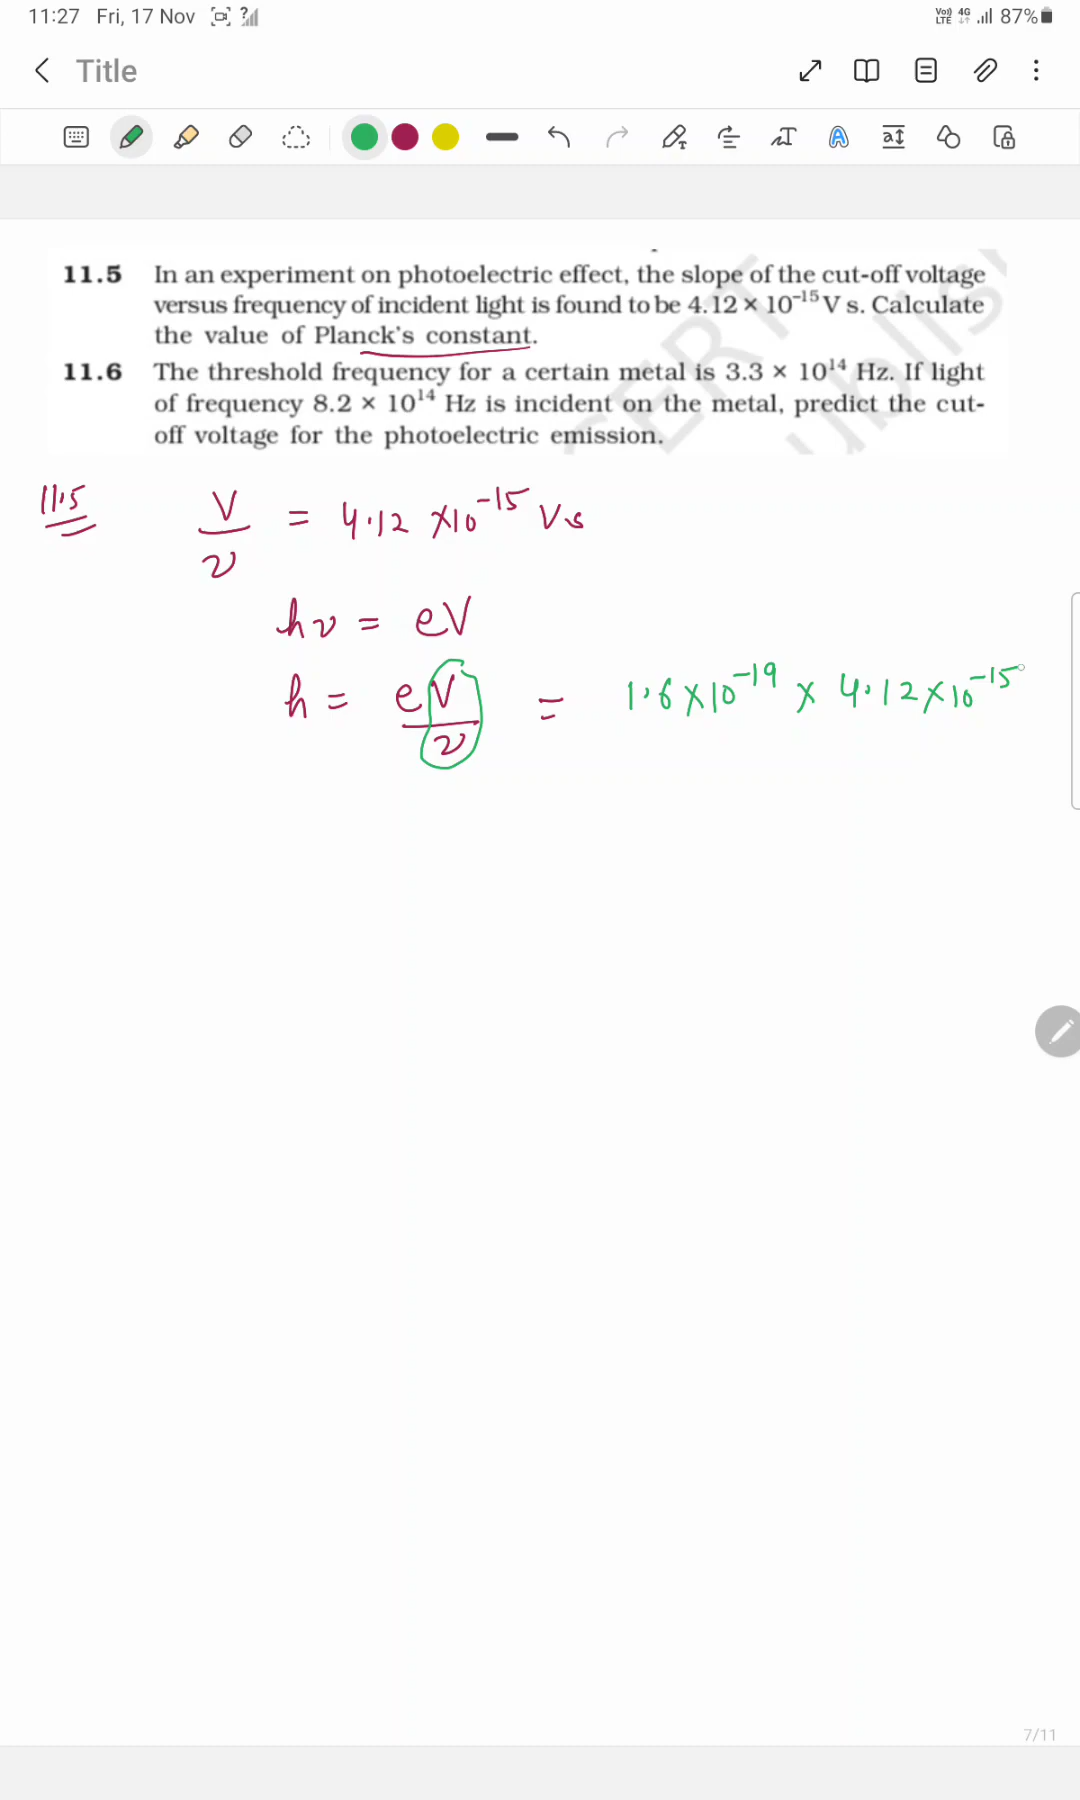 11:27 Fri, 17 Nov
Vo)) LTE 4G 87%
Title
11.5 In an experiment on photoelectric effect, the slope of the cut-off voltage
versus frequency of incident light is found to be 4.12 × 10⁻¹⁵ V s. Calculate
the value of Planck's constant.
11.6 The threshold frequency for a certain metal is 3.3 × 10¹⁴ Hz. If light
of frequency 8.2 × 10¹⁴ Hz is incident on the metal, predict the cut-
off voltage for the photoelectric emission.
11.5 V/ν = 4.12 × 10⁻¹⁵ Vs
hν = eV
h = eV/ν = 1.6 × 10⁻¹⁹ × 4.12 × 10⁻¹⁵
7/11